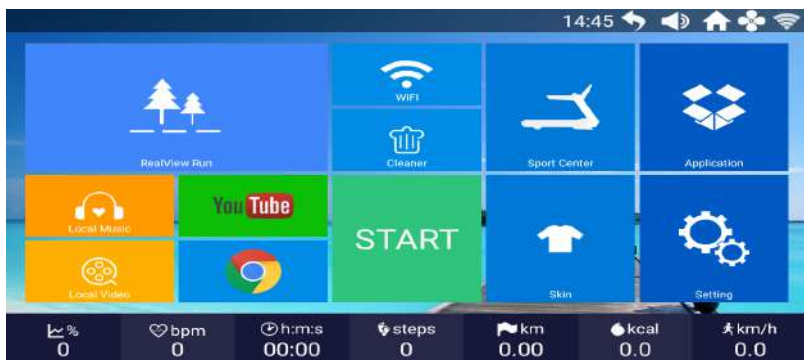 14:45
WIFI
RealView Run
Cleaner
Sport Center
Application
Local Music
YouTube
START
Local Video
Skin
Setting
% bpm h:m:s steps km kcal km/h
0 0 00:00 0 0.00 0.0 0.0